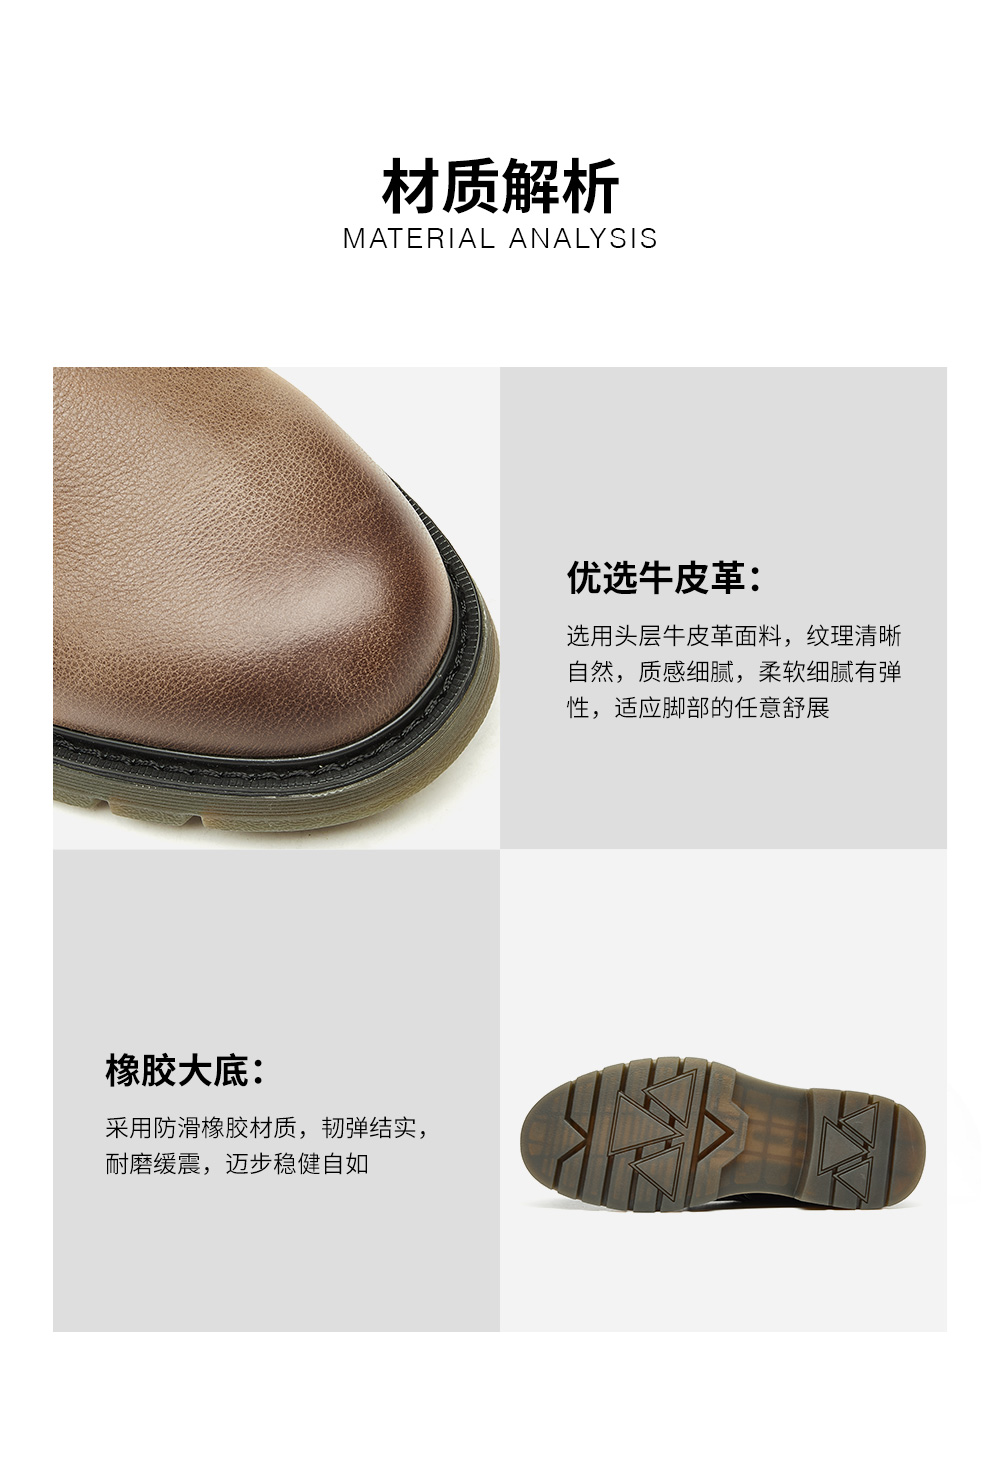 材质解析
MATERIAL ANALYSIS
优选牛皮革：
选用头层牛皮革面料，纹理清晰
自然，质感细腻，柔软细腻有弹
性，适应脚部的任意舒展
橡胶大底：
采用防滑橡胶材质，韧弹结实，
耐磨缓震，迈步稳健自如